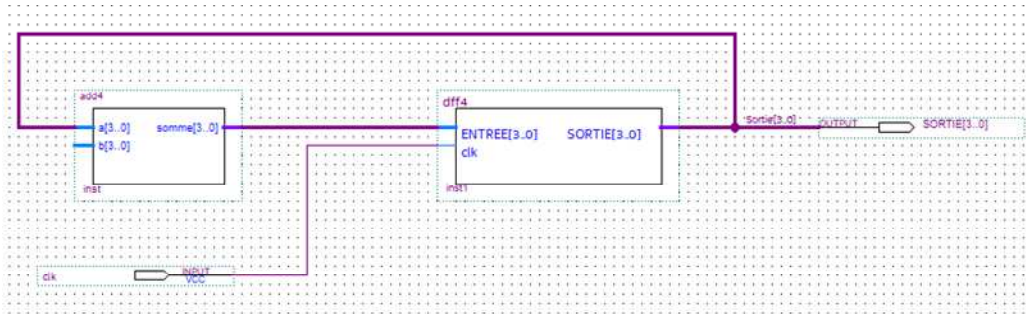 add4
a[3..0] somme[3..0]
b[3..0]
inst
dff4
ENTREE[3..0] SORTIE[3..0]
clk
inst1
Sortie[3..0]
OUTPUT
SORTIE[3..0]
clk
INPUT
VCC